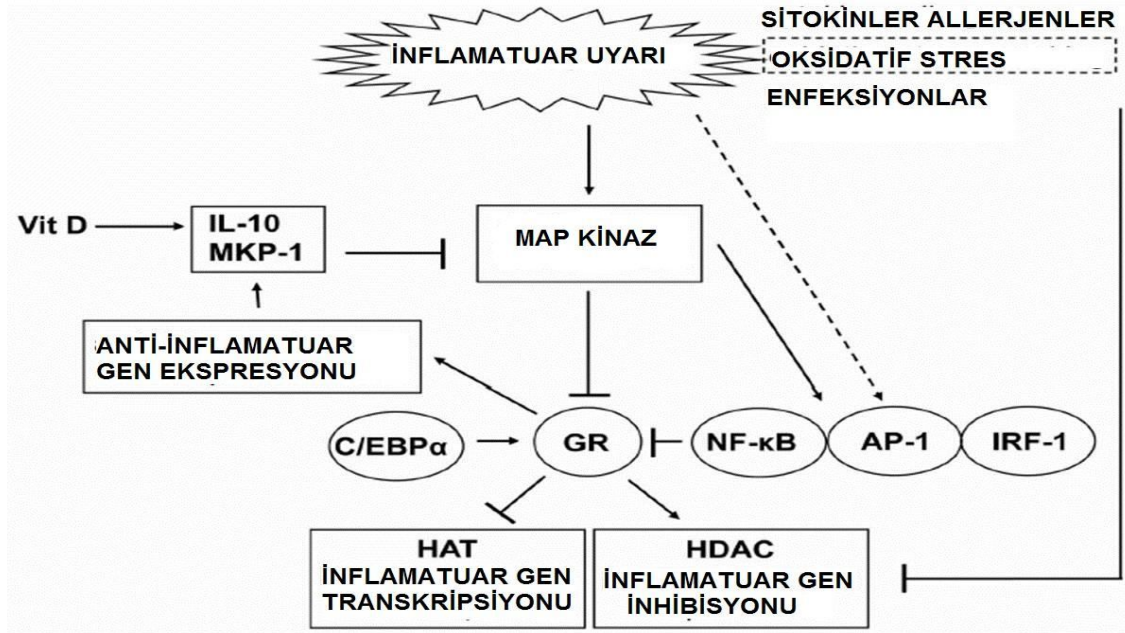 SİTOKİNLER ALLERJENLER
İNFLAMATUAR UYARI
OKSİDATİF STRES
ENFEKSİYONLAR
Vit D
IL-10
MKP-1
MAP KİNAZ
ANTİ-İNFLAMATUAR
GEN EKSPRESYONU
C/EBPα
GR
NF-κB
AP-1
IRF-1
HAT
İNFLAMATUAR GEN
TRANSKRİPSİYONU
HDAC
İNFLAMATUAR GEN
İNHİBİSYONU